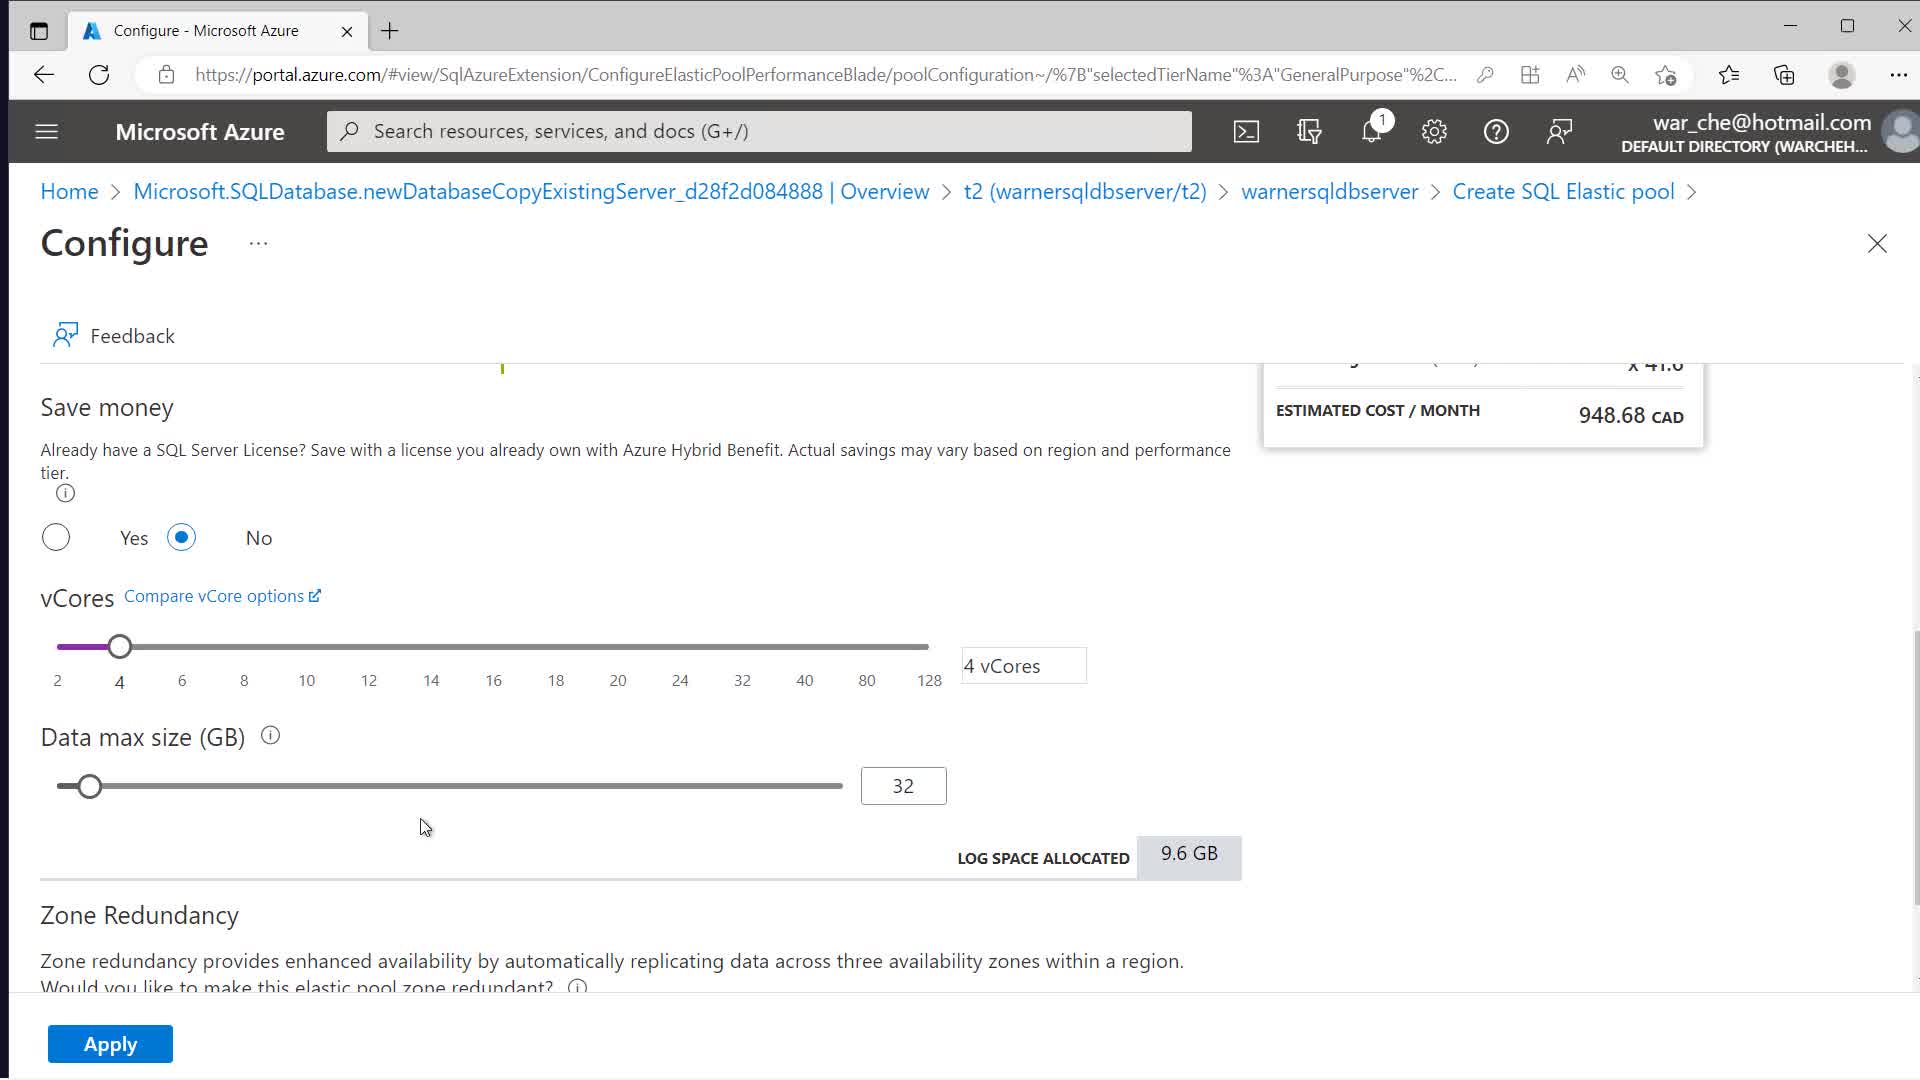 Configure - Microsoft Azure
https://portal.azure.com/#view/SqlAzureExtension/ConfigureElasticPoolPerformanceBlade/poolConfiguration~/%7B"selectedTierName"%3A"GeneralPurpose"%2C...
Microsoft Azure
Search resources, services, and docs (G+/)
1
war_che@hotmail.com
DEFAULT DIRECTORY (WARCHEH...
Home > Microsoft.SQLDatabase.newDatabaseCopyExistingServer_d28f2d084888 | Overview > t2 (warnersqldbserver/t2) > warnersqldbserver > Create SQL Elastic pool >
Configure ...
Feedback
x 41.6
ESTIMATED COST / MONTH 948.68 CAD
Save money
Already have a SQL Server License? Save with a license you already own with Azure Hybrid Benefit. Actual savings may vary based on region and performance
tier.
Yes No
vCores Compare vCore options
2 4 6 8 10 12 14 16 18 20 24 32 40 80 128
4 vCores
Data max size (GB)
32
LOG SPACE ALLOCATED 9.6 GB
Zone Redundancy
Zone redundancy provides enhanced availability by automatically replicating data across three availability zones within a region.
Would you like to make this elastic pool zone redundant?
Apply